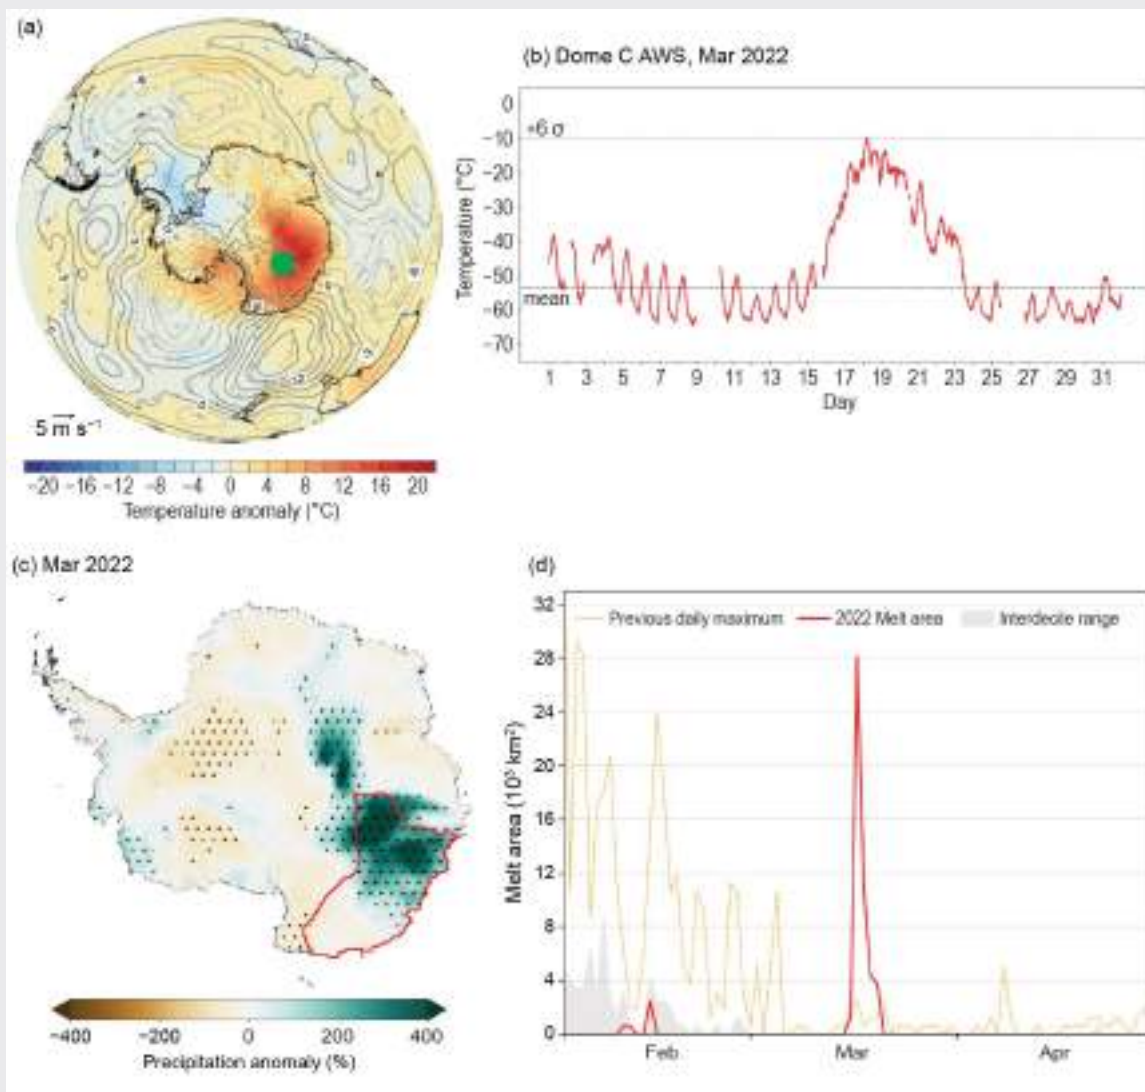 (a)
5 m s⁻¹
−20 −16 −12 −8 −4 0 4 8 12 16 20
Temperature anomaly (°C)
(b) Dome C AWS, Mar 2022
0
+6 σ
−10
−20
−30
−40
−50
mean
−60
−70
Temperature (°C)
1 3 5 7 9 11 13 15 17 19 21 23 25 27 29 31
Day
(c) Mar 2022
−400 −200 0 200 400
Precipitation anomaly (%)
(d)
Previous daily maximum 2022 Melt area Interdecile range
32
28
24
20
16
12
8
4
0
Melt area (10³ km²)
Feb Mar Apr